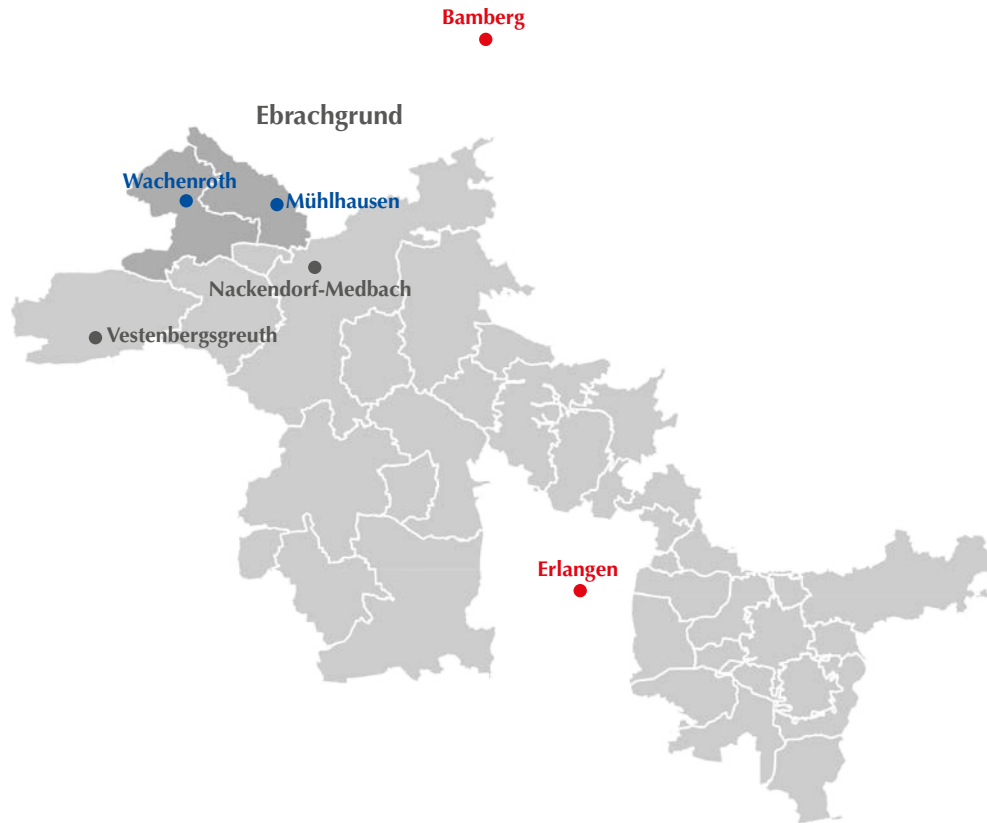 Bamberg
Ebrachgrund
Wachenroth
Mühlhausen
Nackendorf-Medbach
Vestenbergsgreuth
Erlangen